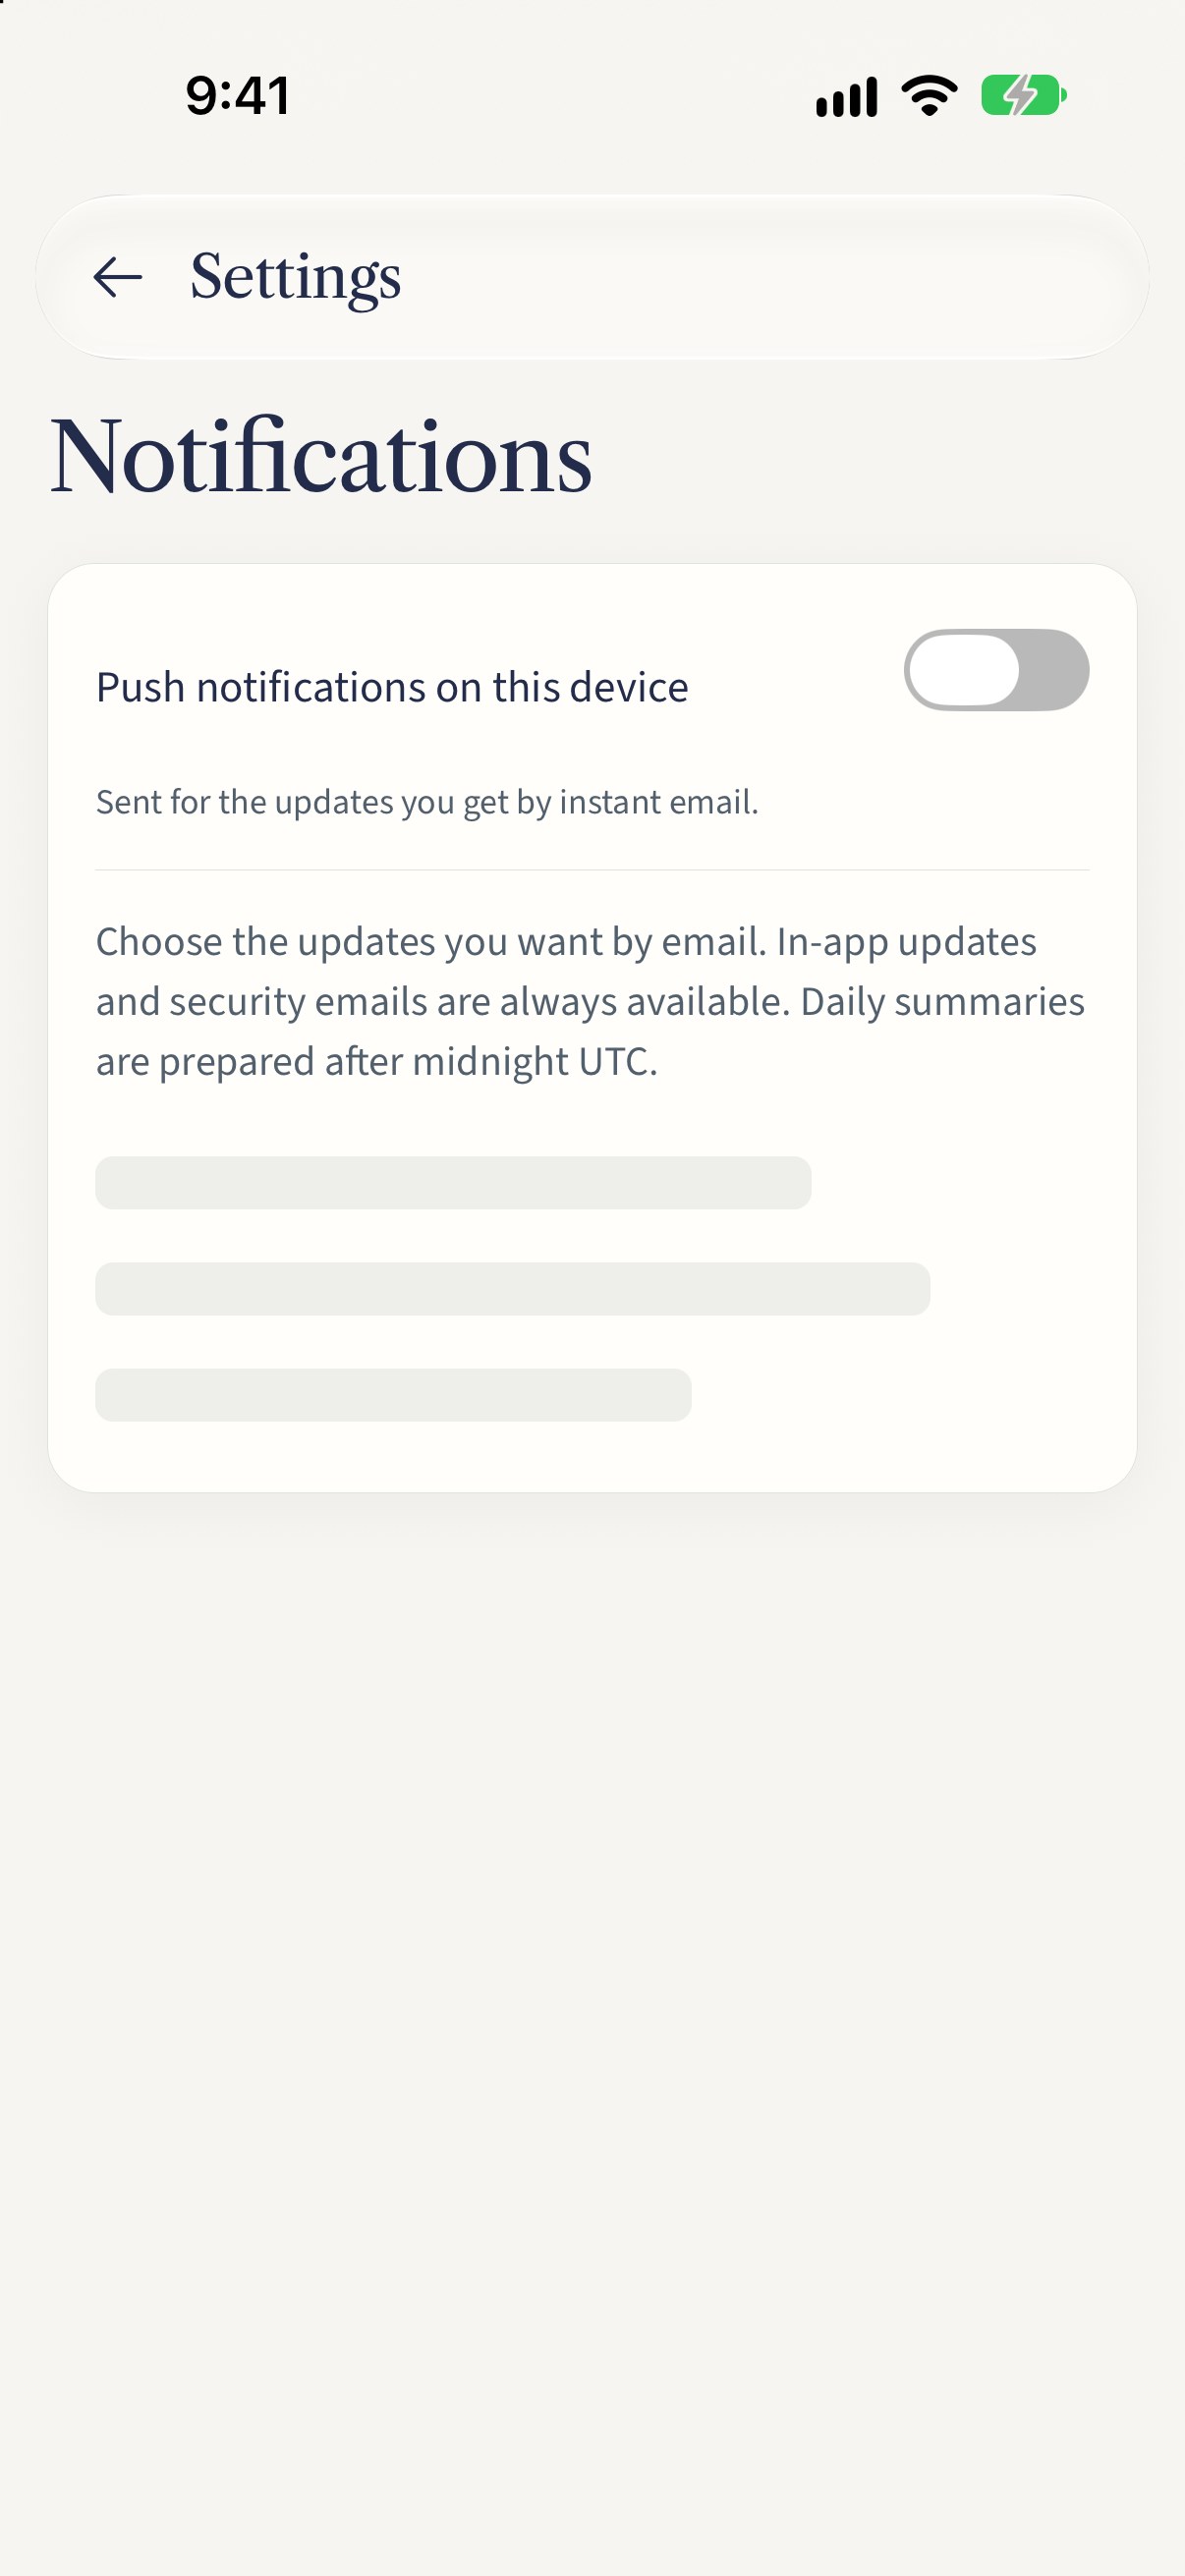 9:41
Settings
Notifications
Push notifications on this device
Sent for the updates you get by instant email.
Choose the updates you want by email. In-app updates
and security emails are always available. Daily summaries
are prepared after midnight UTC.